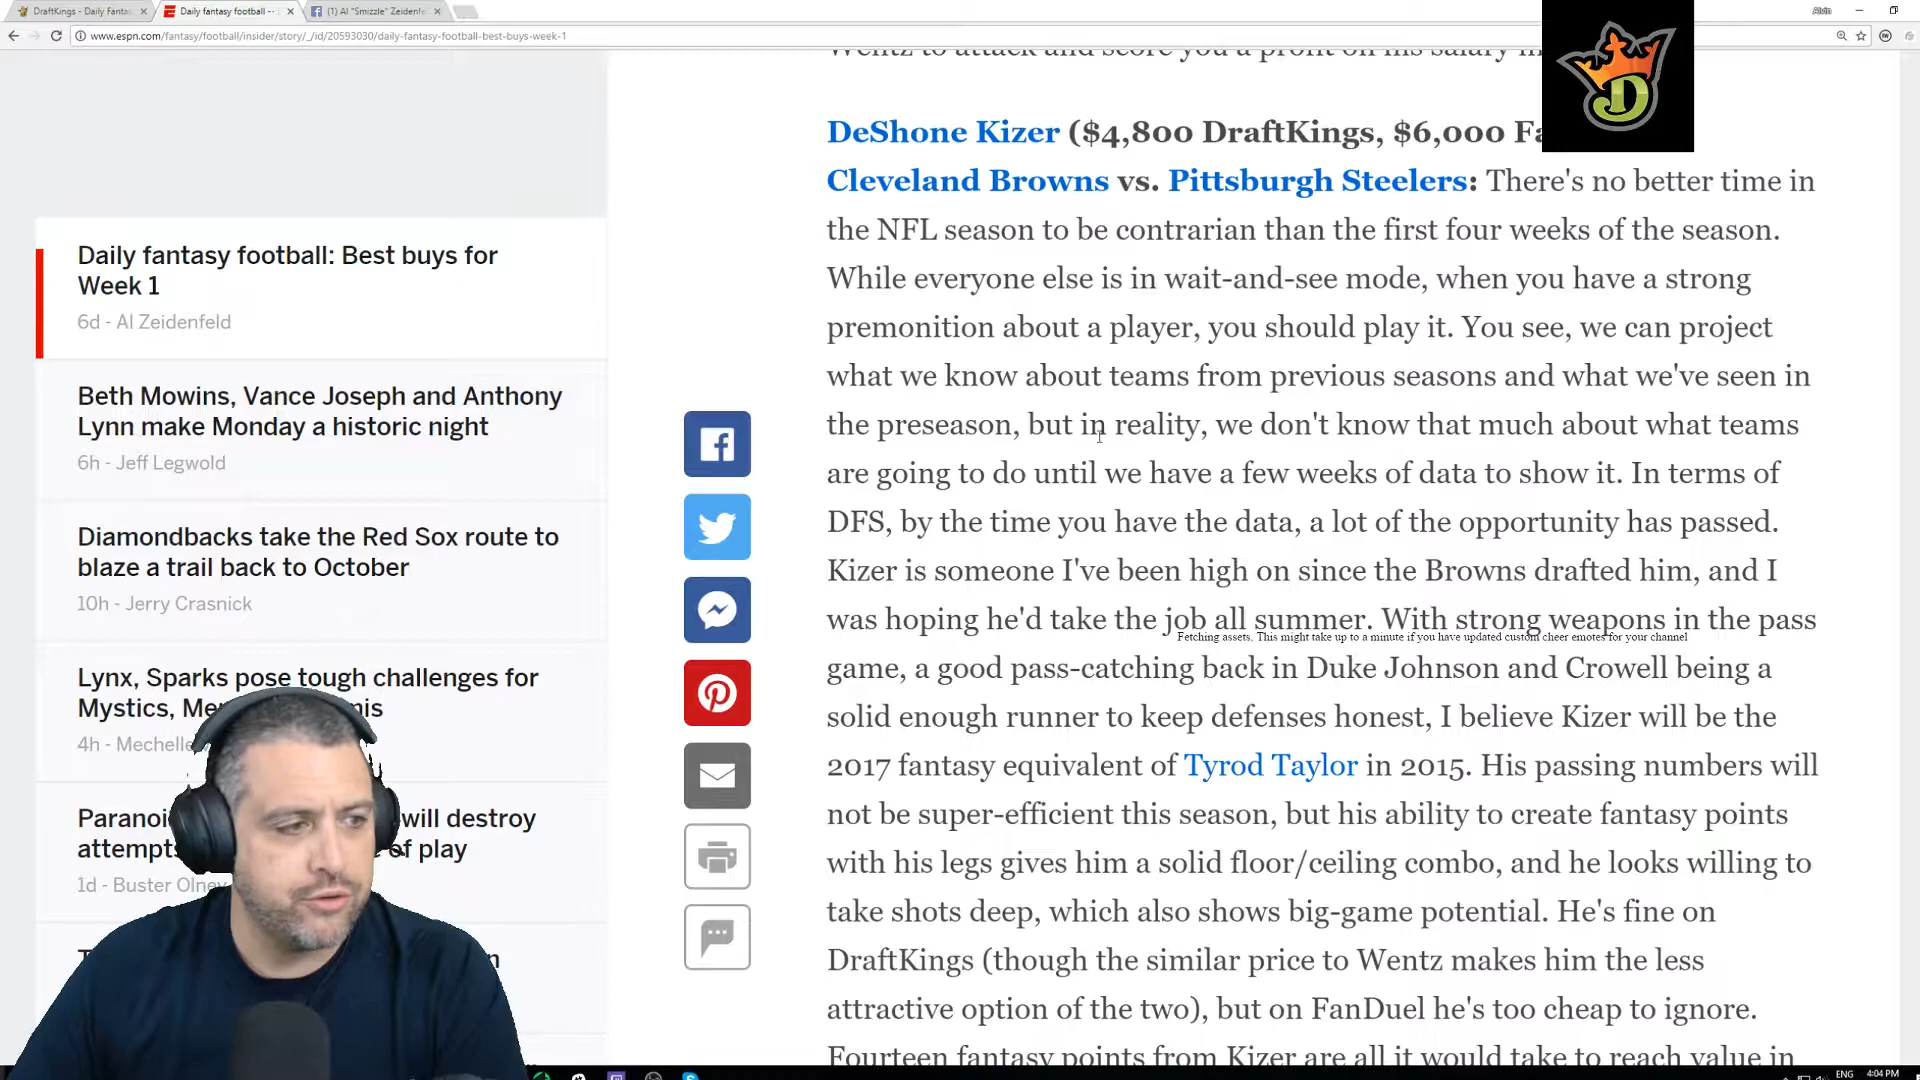 DraftKings - Daily Fantas
Daily fantasy football --
(1) Al "Smizzle" Zeidenfe
Alvin
www.espn.com/fantasy/football/insider/story/_/id/20593030/daily-fantasy-football-best-buys-week-1
Wentz to attack and score you a profit on his salary
DeShone Kizer ($4,800 DraftKings, $6,000
Cleveland Browns vs. Pittsburgh Steelers: There's no better time in
the NFL season to be contrarian than the first four weeks of the season.
While everyone else is in wait-and-see mode, when you have a strong
premonition about a player, you should play it. You see, we can project
what we know about teams from previous seasons and what we've seen in
the preseason, but in reality, we don't know that much about what teams
are going to do until we have a few weeks of data to show it. In terms of
DFS, by the time you have the data, a lot of the opportunity has passed.
Kizer is someone I've been high on since the Browns drafted him, and I
was hoping he'd take the job all summer. With strong weapons in the pass
Fetching assets, This might take up to a minute if you have updated custom cheer emotes for your channel
game, a good pass-catching back in Duke Johnson and Crowell being a
solid enough runner to keep defenses honest, I believe Kizer will be the
2017 fantasy equivalent of Tyrod Taylor in 2015. His passing numbers will
not be super-efficient this season, but his ability to create fantasy points
with his legs gives him a solid floor/ceiling combo, and he looks willing to
take shots deep, which also shows big-game potential. He's fine on
DraftKings (though the similar price to Wentz makes him the less
attractive option of the two), but on FanDuel he's too cheap to ignore.
Fourteen fantasy points from Kizer are all it would take to reach value in
Daily fantasy football: Best buys for
Week 1
6d - Al Zeidenfeld
Beth Mowins, Vance Joseph and Anthony
Lynn make Monday a historic night
6h - Jeff Legwold
Diamondbacks take the Red Sox route to
blaze a trail back to October
10h - Jerry Crasnick
Lynx, Sparks pose tough challenges for
Mystics,
4h - Mechelle
will destroy
of play
1d - Buster Olney
D
ENG 4:04 PM